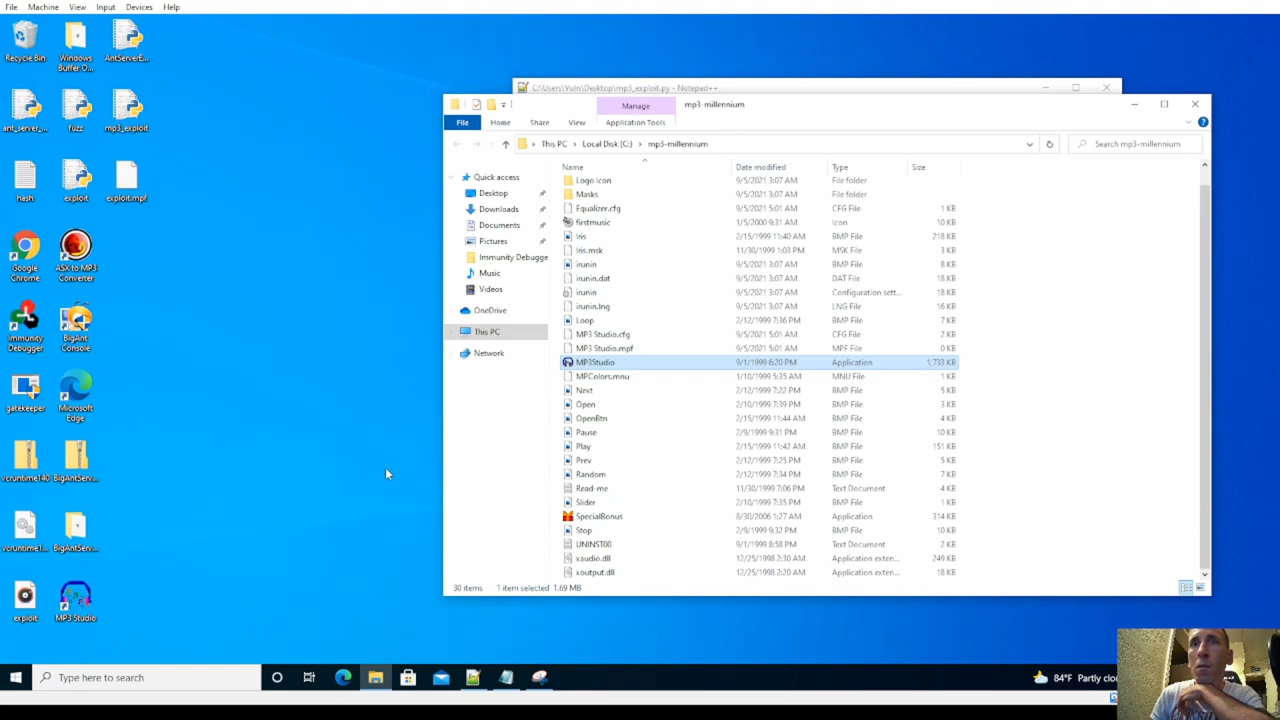 File Machine View Input Devices Help
Recycle Bin
Windows Buffer O...
AntServerE...
ant_server_...
fuzz
mp3_exploit
hash
exploit
exploit.mpf
Google Chrome
ASX to MP3 Converter
Immunity Debugger
BigAnt Console
gatekeeper
Microsoft Edge
vcruntime140
BigAntServ...
vcruntime1...
BigAntServ...
exploit
MP3 Studio
C:\Users\Vuln\Desktop\mp3_exploit.py - Notepad++
Manage
mp3-millennium
File Home Share View Application Tools
This PC > Local Disk (C:) > mp3-millennium
Search mp3-millennium
Quick access
Desktop
Downloads
Documents
Pictures
Immunity Debugge
Music
Videos
OneDrive
This PC
Network
Name Date modified Type Size
Logo Icon 9/5/2021 3:07 AM File folder
Masks 9/5/2021 3:07 AM File folder
Equalizer.cfg 9/5/2021 5:01 AM CFG File 1 KB
firstmusic 1/5/2000 9:31 AM Icon 10 KB
Iris 2/15/1999 11:40 AM BMP File 218 KB
Iris.msk 11/30/1999 1:03 PM MSK File 3 KB
irunin 9/5/2021 3:07 AM BMP File 8 KB
irunin.dat 9/5/2021 3:07 AM DAT File 18 KB
irunin 9/5/2021 3:07 AM Configuration sett... 18 KB
irunin.lng 9/5/2021 3:07 AM LNG File 16 KB
Loop 2/12/1999 7:36 PM BMP File 7 KB
MP3 Studio.cfg 9/5/2021 5:01 AM CFG File 2 KB
MP3 Studio.mpf 9/5/2021 5:01 AM MPF File 0 KB
MP3Studio 9/1/1999 6:20 PM Application 1,733 KB
MPColors.mnu 1/10/1999 5:35 AM MNU File 1 KB
Next 2/12/1999 7:22 PM BMP File 5 KB
Open 2/10/1999 7:39 PM BMP File 3 KB
OpenBtn 2/15/1999 11:44 AM BMP File 4 KB
Pause 2/9/1999 9:31 PM BMP File 10 KB
Play 2/15/1999 11:42 AM BMP File 151 KB
Prev 2/12/1999 7:25 PM BMP File 5 KB
Random 2/12/1999 7:34 PM BMP File 7 KB
Read-me 11/30/1999 7:06 PM Text Document 4 KB
Slider 2/10/1999 7:35 PM BMP File 1 KB
SpecialBonus 8/30/2006 1:27 AM Application 314 KB
Stop 2/9/1999 9:32 PM BMP File 10 KB
UNINST00 9/1/1999 8:58 PM Text Document 2 KB
xaudio.dll 12/25/1998 2:30 AM Application exten... 249 KB
xoutput.dll 12/25/1998 2:20 AM Application exten... 18 KB
30 items 1 item selected 1.69 MB
Type here to search
84°F Partly clou